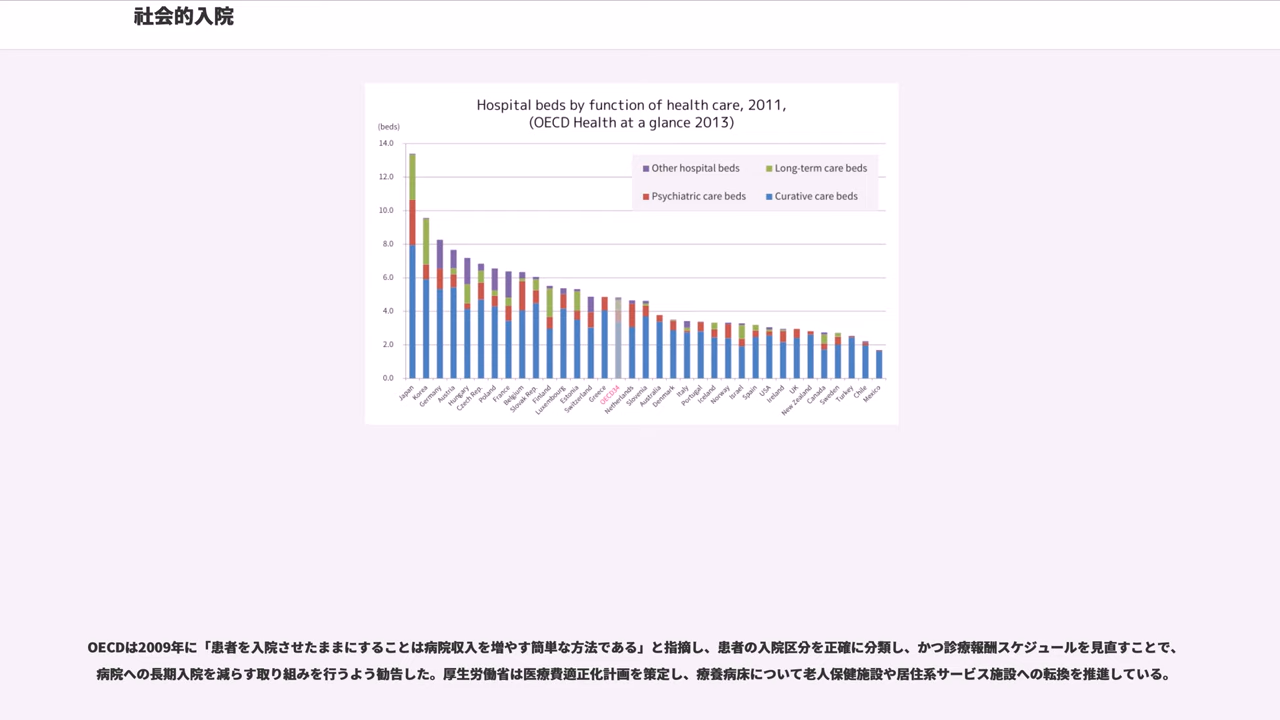 社会的入院
Hospital beds by function of health care, 2011,
(OECD Health at a glance 2013)
(beds)
14.0
12.0
10.0
8.0
6.0
4.0
2.0
0.0
Other hospital beds
Long-term care beds
Psychiatric care beds
Curative care beds
Japan
Korea
Germany
Austria
Hungary
Czech Rep.
Poland
France
Belgium
Slovak Rep.
Finland
Luxembourg
Estonia
Switzerland
Greece
OECD34
Netherlands
Slovenia
Australia
Denmark
Italy
Portugal
Iceland
Norway
Israel
Spain
USA
Ireland
UK
New Zealand
Canada
Sweden
Turkey
Chile
Mexico
OECDは2009年に「患者を入院させたままにすることは病院収入を増やす簡単な方法である」と指摘し、患者の入院区分を正確に分類し、かつ診療報酬スケジュールを見直すことで、
病院への長期入院を減らす取り組みを行うよう勧告した。厚生労働省は医療費適正化計画を策定し、療養病床について老人保健施設や居住系サービス施設への転換を推進している。